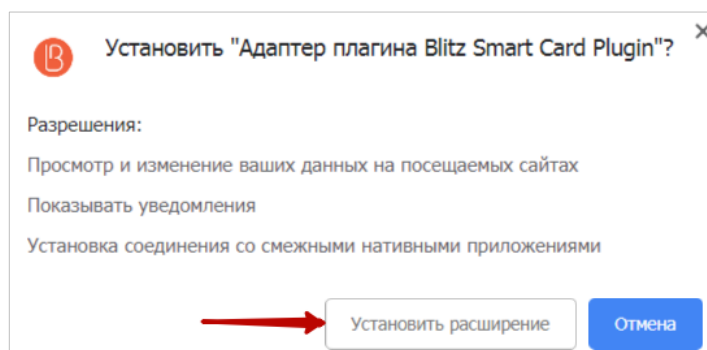 Установить "Адаптер плагина Blitz Smart Card Plugin"?
Разрешения:
Просмотр и изменение ваших данных на посещаемых сайтах
Показывать уведомления
Установка соединения со смежными нативными приложениями
Установить расширение
Отмена